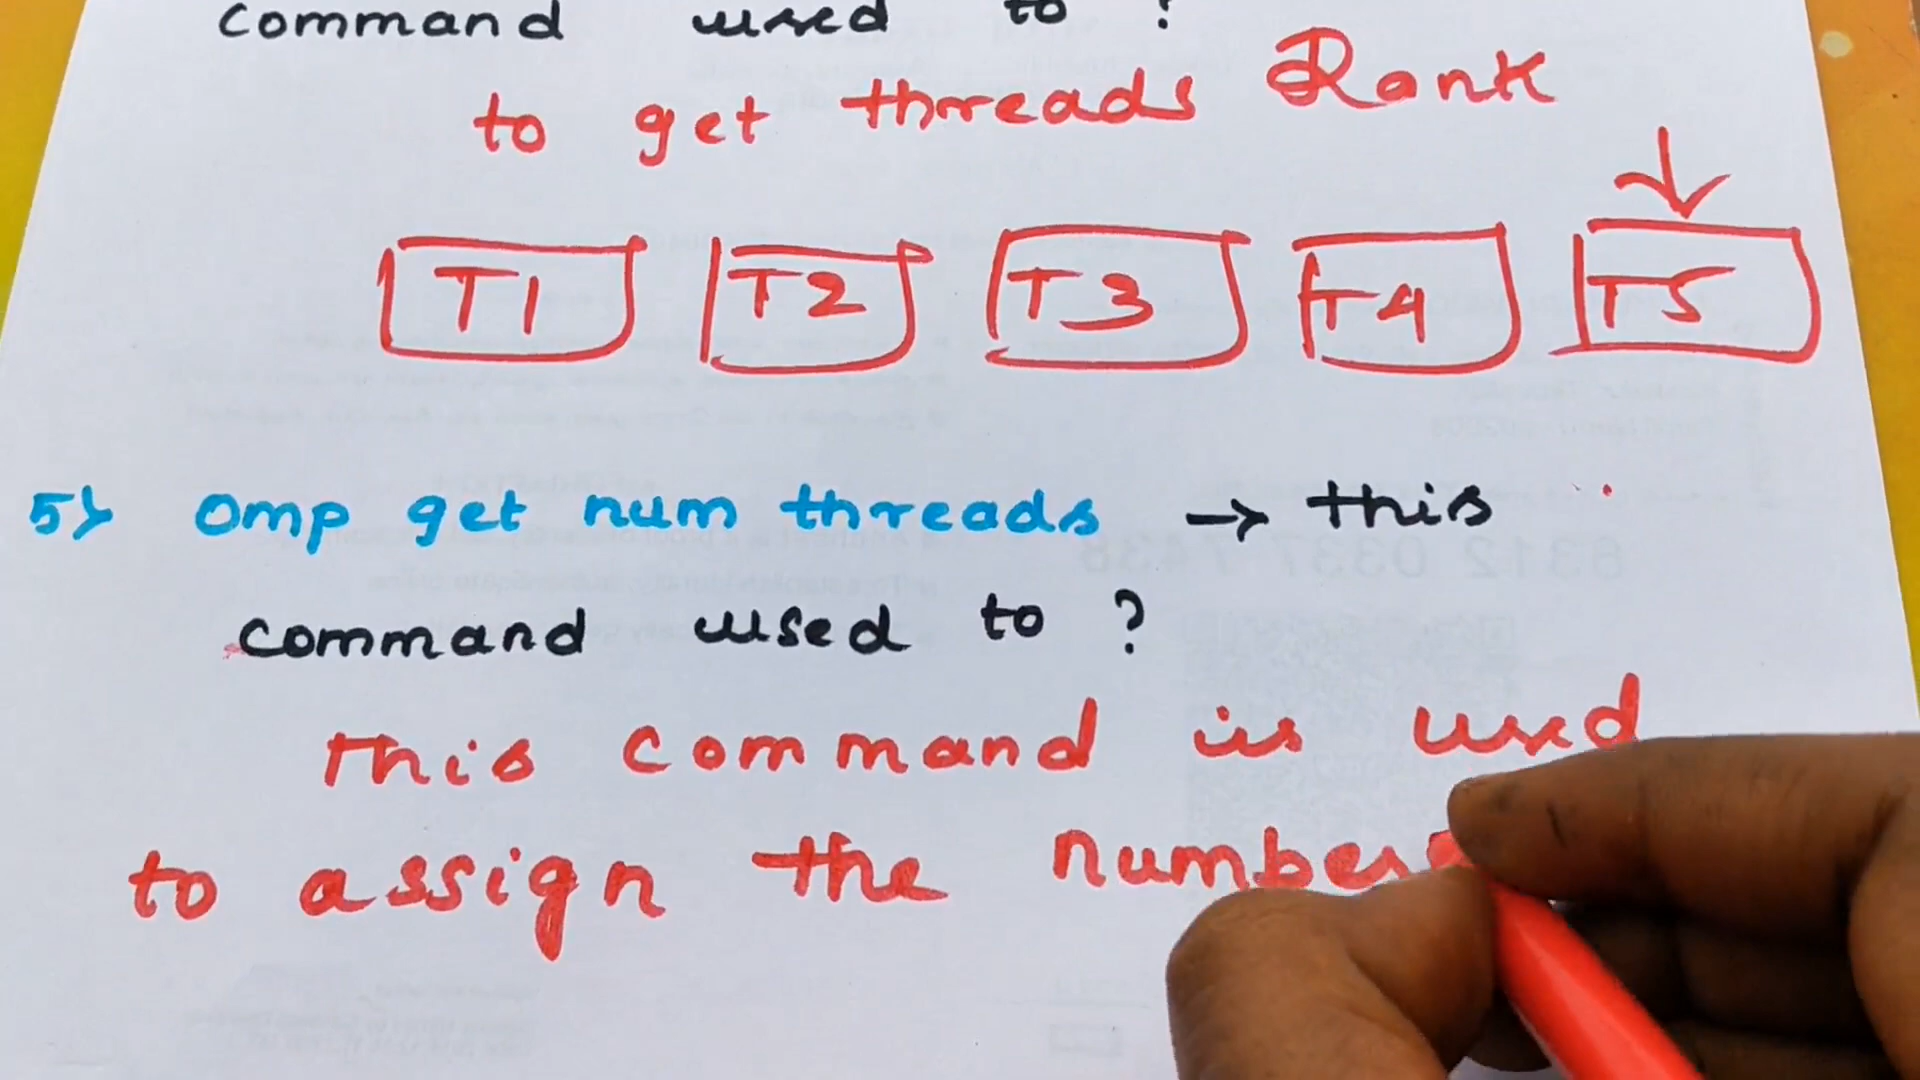 command used to ?
to get threads Rank
T1 T2 T3 T4 T5
5) Omp get num threads → this
command used to ?
This command is used
to assign the number